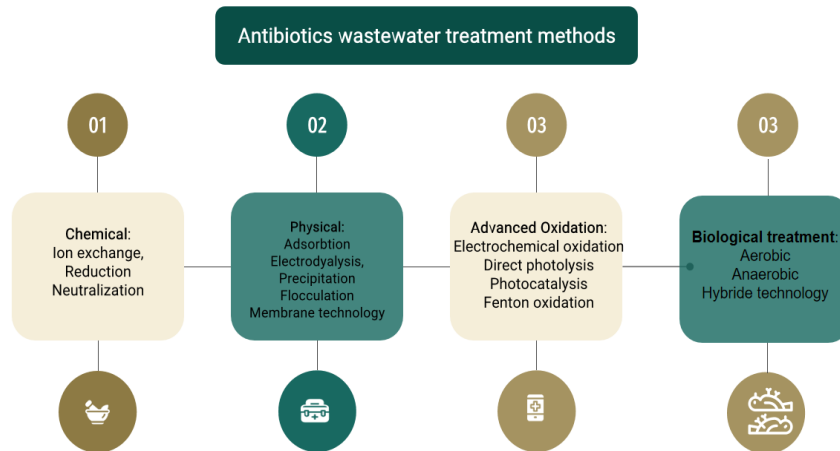 Antibiotics wastewater treatment methods
01
02
03
03
Chemical:
Ion exchange,
Reduction
Neutralization
Physical:
Adsorbtion
Electrodyalysis,
Precipitation
Flocculation
Membrane technology
Advanced Oxidation:
Electrochemical oxidation
Direct photolysis
Photocatalysis
Fenton oxidation
Biological treatment:
Aerobic
Anaerobic
Hybride technology